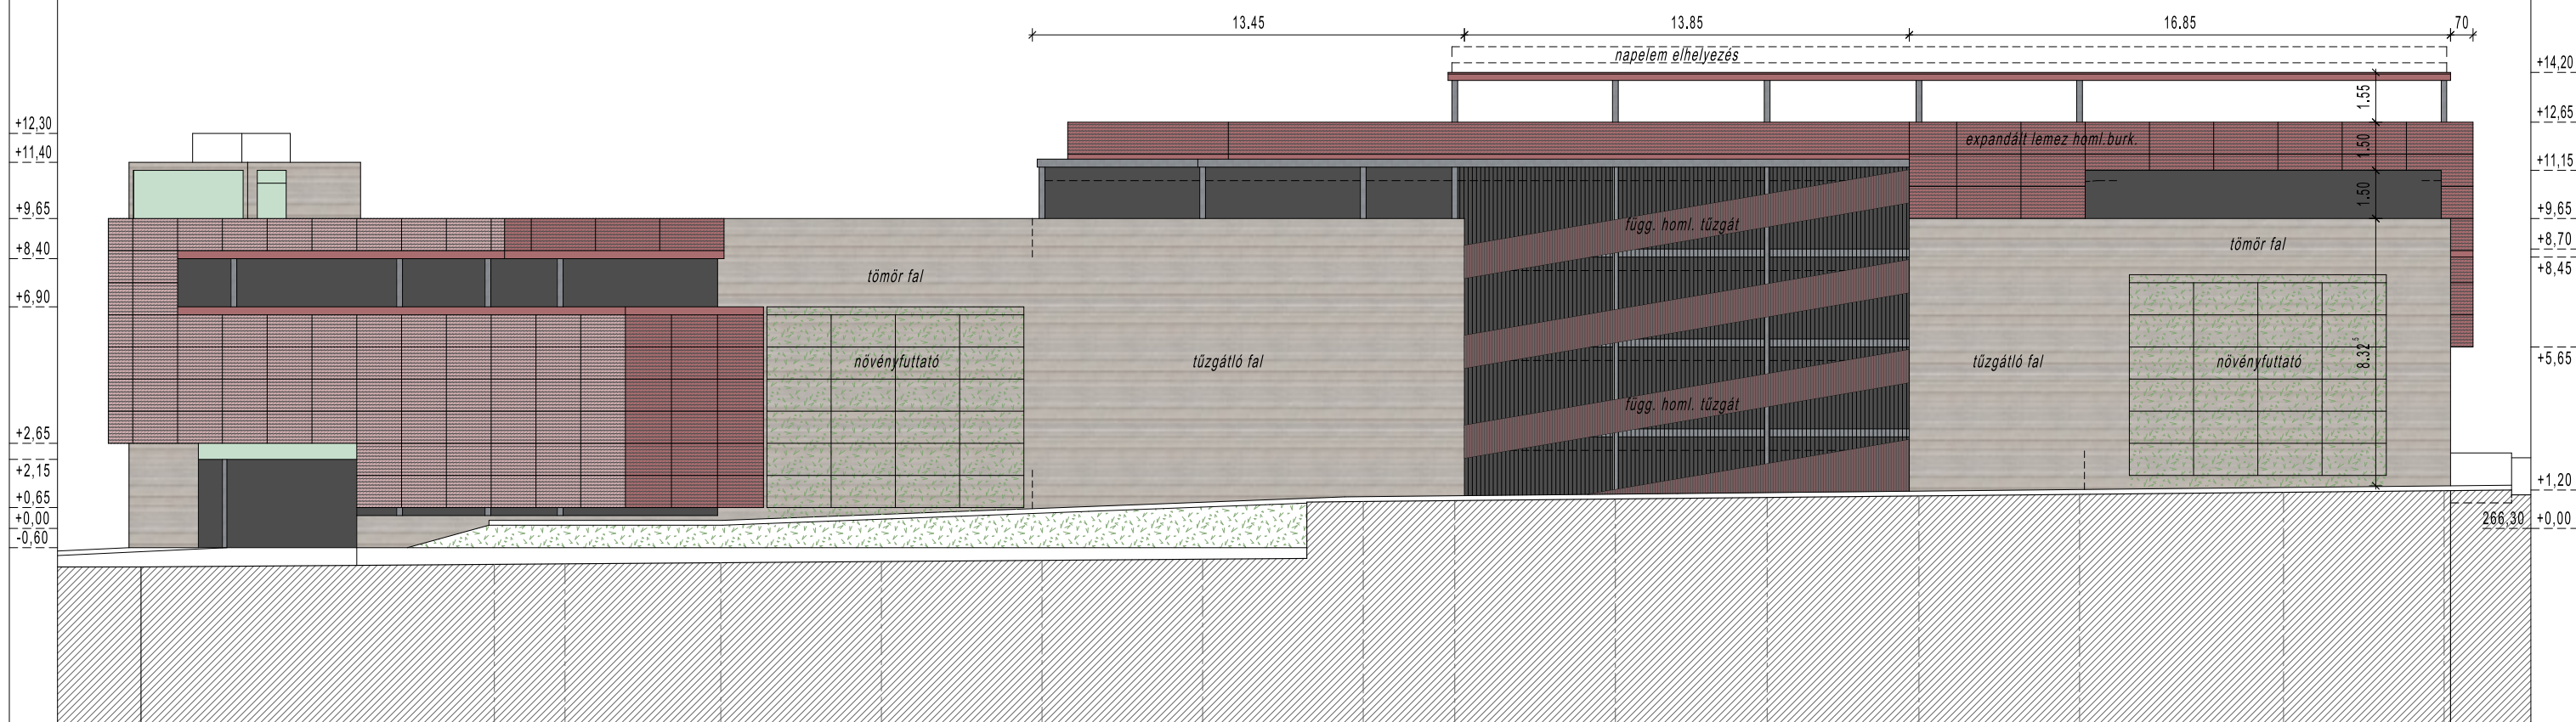 13.45
13.85
16.85
70
napelem elhelyezés
+14,20
1.55
+12,30
+12,65
expandált lemez homl.burk.
1.50
+11,40
+11,15
1.50
+9,65
+9,65
függ. homl. tűzgát
tömör fal
+8,70
+8,40
+8,45
tömör fal
+6,90
8.32⁵
növényfuttató
tűzgátló fal
tűzgátló fal
növényfuttató
+5,65
függ. homl. tűzgát
+2,65
+2,15
+1,20
+0,65
+0,00
266,30
+0,00
-0,60